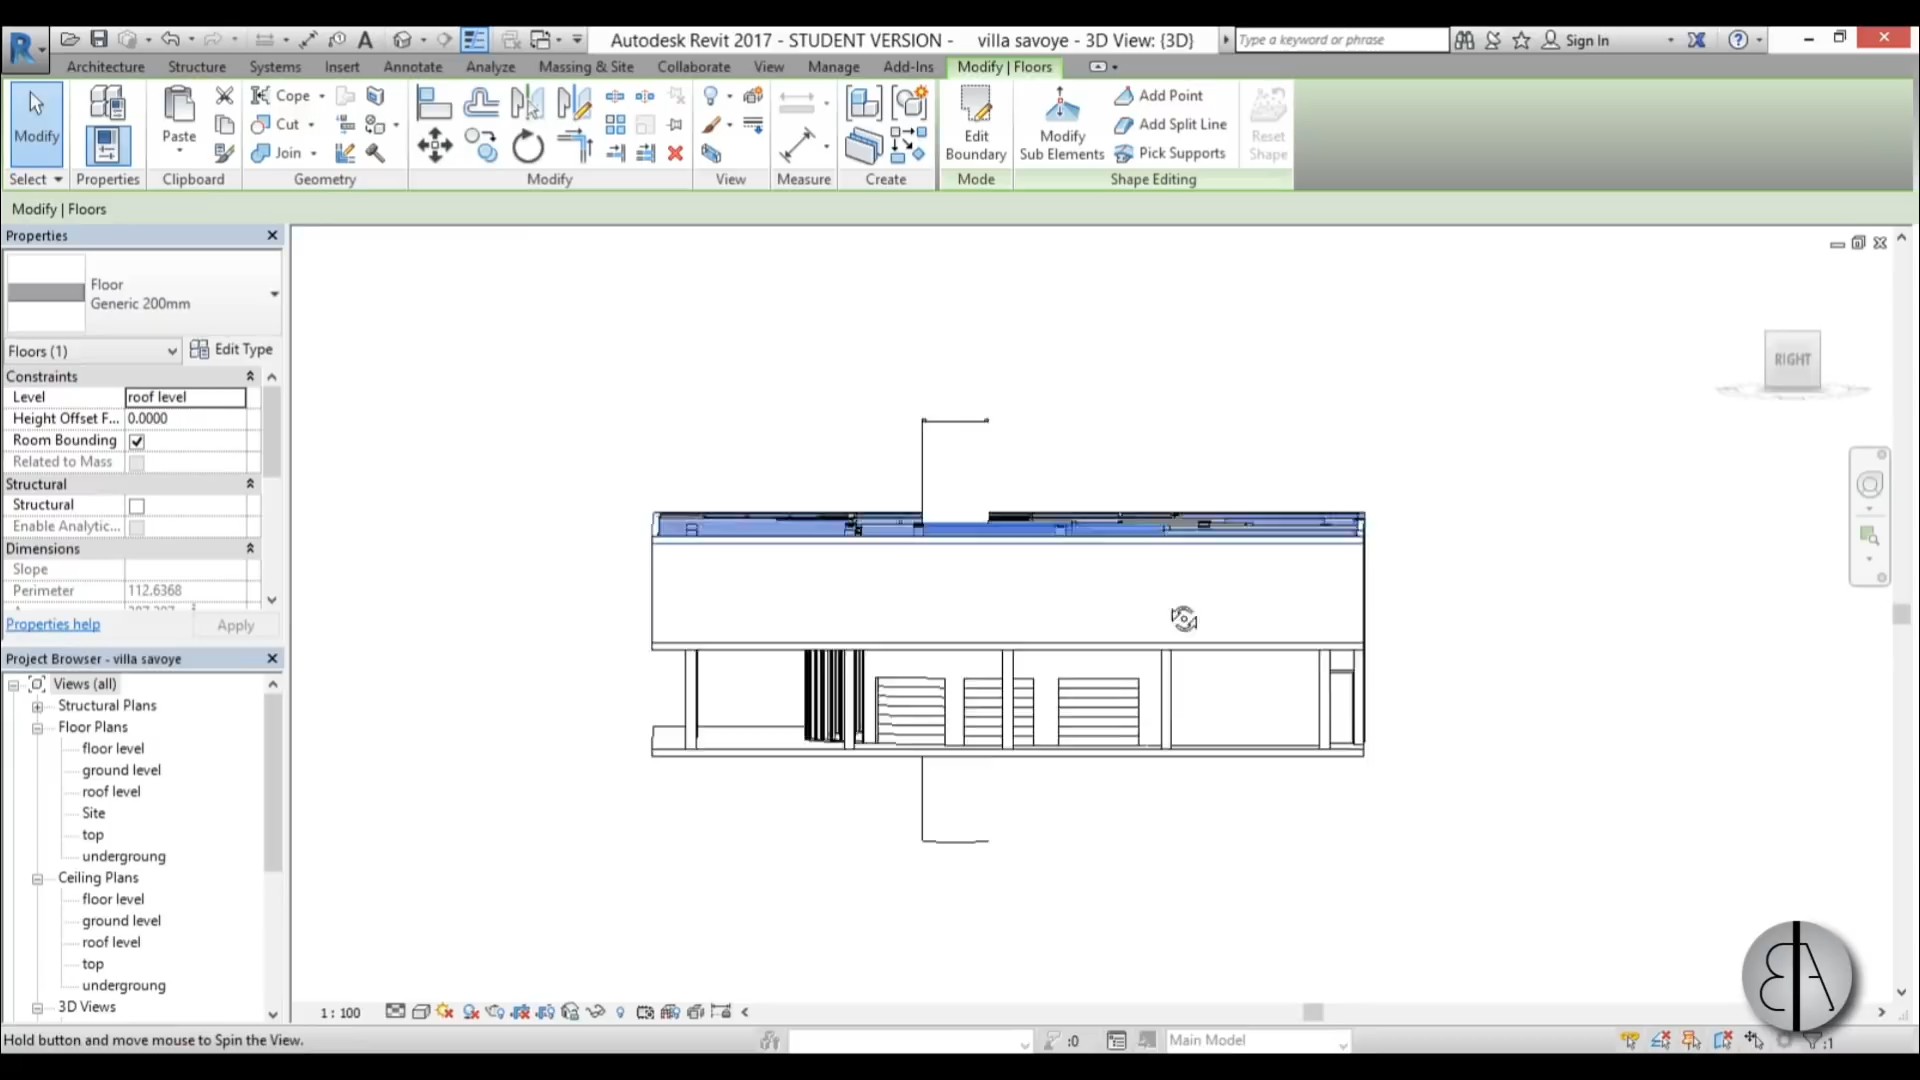 Autodesk Revit 2017 - STUDENT VERSION - villa savoye - 3D View: {3D}
Type a keyword or phrase
Sign In
Architecture Structure Systems Insert Annotate Analyze Massing & Site Collaborate View Manage Add-Ins Modify | Floors
Modify
Paste
Cope
Cut
Join
Edit
Boundary
Modify
Sub Elements
Add Point
Add Split Line
Pick Supports
Reset
Shape
Select Properties Clipboard Geometry Modify View Measure Create Mode Shape Editing
Modify | Floors
Properties
Floor
Generic 200mm
Floors (1) Edit Type
Constraints
Level roof level
Height Offset F... 0.0000
Room Bounding
Related to Mass
Structural
Structural
Enable Analytic...
Dimensions
Slope
Perimeter 112.6368
Properties help Apply
Project Browser - villa savoye
Views (all)
Structural Plans
Floor Plans
floor level
ground level
roof level
Site
top
undergroung
Ceiling Plans
floor level
ground level
roof level
top
undergroung
3D Views
RIGHT
1 : 100
Hold button and move mouse to Spin the View.
:0
Main Model
:1